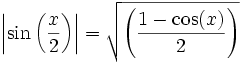 |sin(x/2)| = √((1 − cos(x))/2)